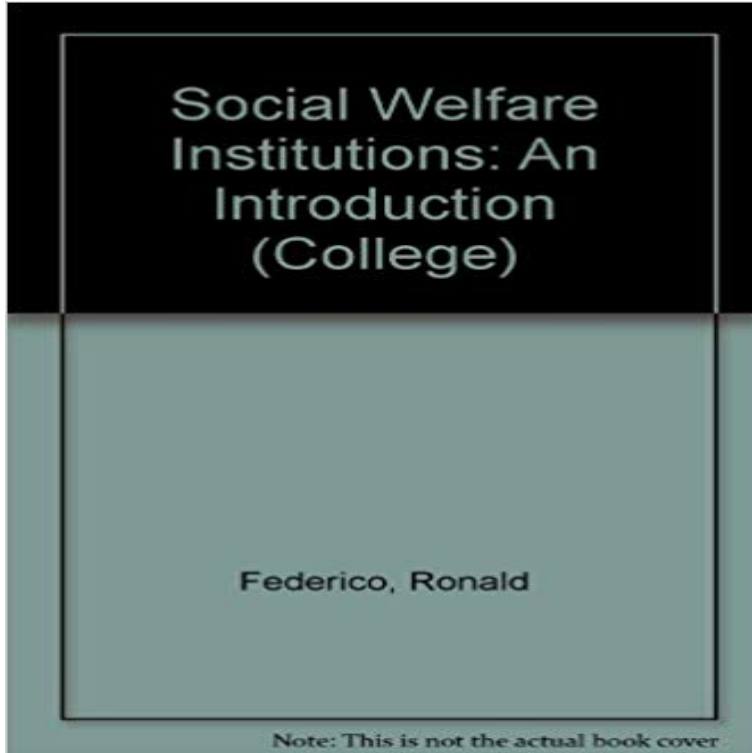 Social Welfare
Institutions: An
Introduction
(College)
Federico, Ronald
Note: This is not the actual book cover